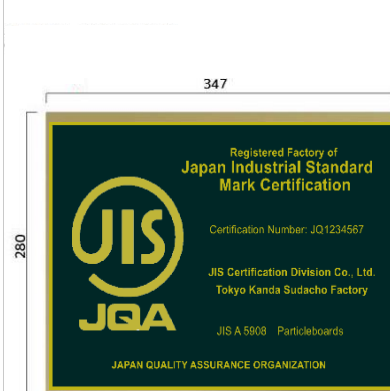 347
280
Registered Factory of
Japan Industrial Standard
Mark Certification
JIS
Certification Number: JQ1234567
JIS Certification Division Co., Ltd.
Tokyo Kanda Sudacho Factory
JQA
JIS A 5908 Particleboards
JAPAN QUALITY ASSURANCE ORGANIZATION